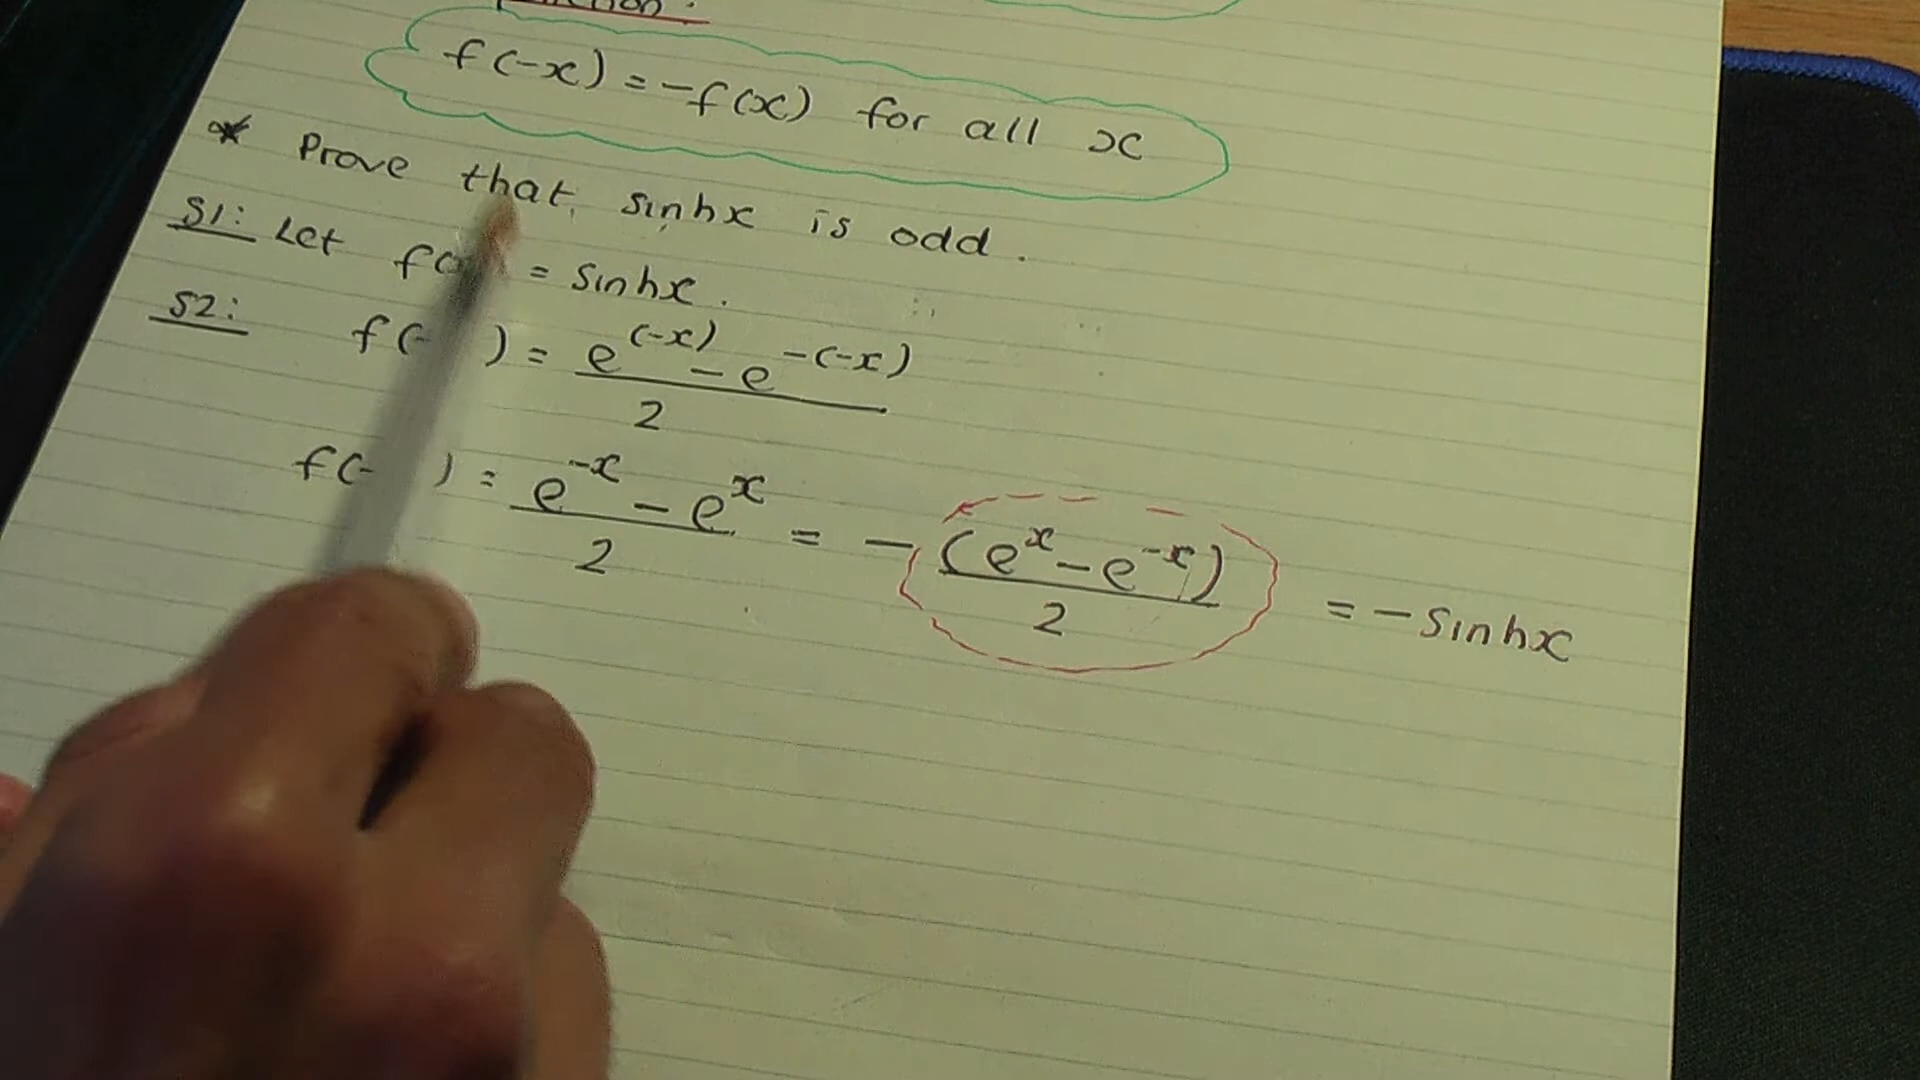 f(-x) = -f(x) for all x
* Prove that sinhx is odd.
S1: Let f( = sinhx.
S2: f(- ) = e^(-x) - e^-(-x) / 2
f(- ) = e^-x - e^x / 2 = - (e^x - e^-x) / 2 = - sinhx